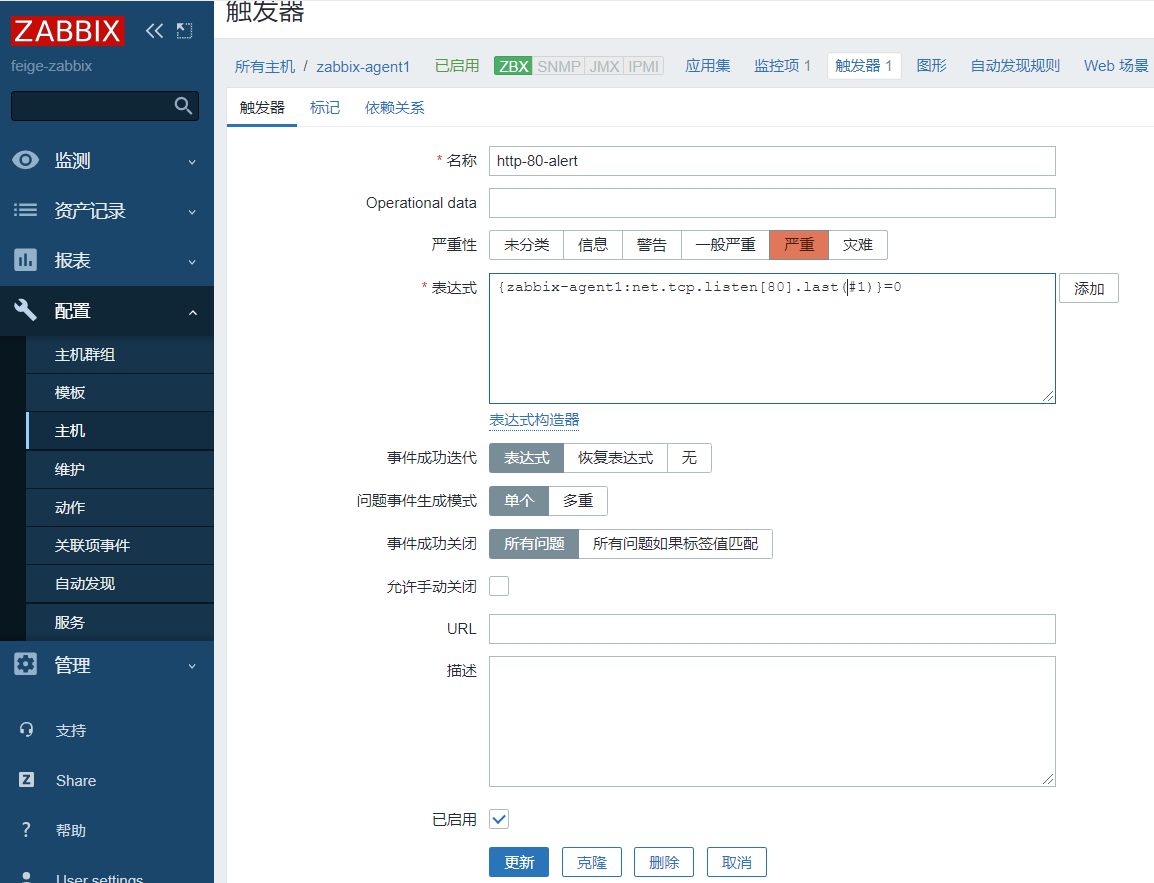 ZABBIX
feige-zabbix
监测
资产记录
报表
配置
主机群组
模板
主机
维护
动作
关联项事件
自动发现
服务
管理
支持
Z Share
? 帮助
User settings
触发器
所有主机 / zabbix-agent1 已启用 ZBX SNMP JMX IPMI 应用集 监控项 1 触发器 1 图形 自动发现规则 Web 场景
触发器 标记 依赖关系
* 名称 http-80-alert
Operational data
严重性 未分类 信息 警告 一般严重 严重 灾难
* 表达式 {zabbix-agent1:net.tcp.listen[80].last(#1)}=0 添加
表达式构造器
事件成功迭代 表达式 恢复表达式 无
问题事件生成模式 单个 多重
事件成功关闭 所有问题 所有问题如果标签值匹配
允许手动关闭
URL
描述
已启用
更新 克隆 删除 取消